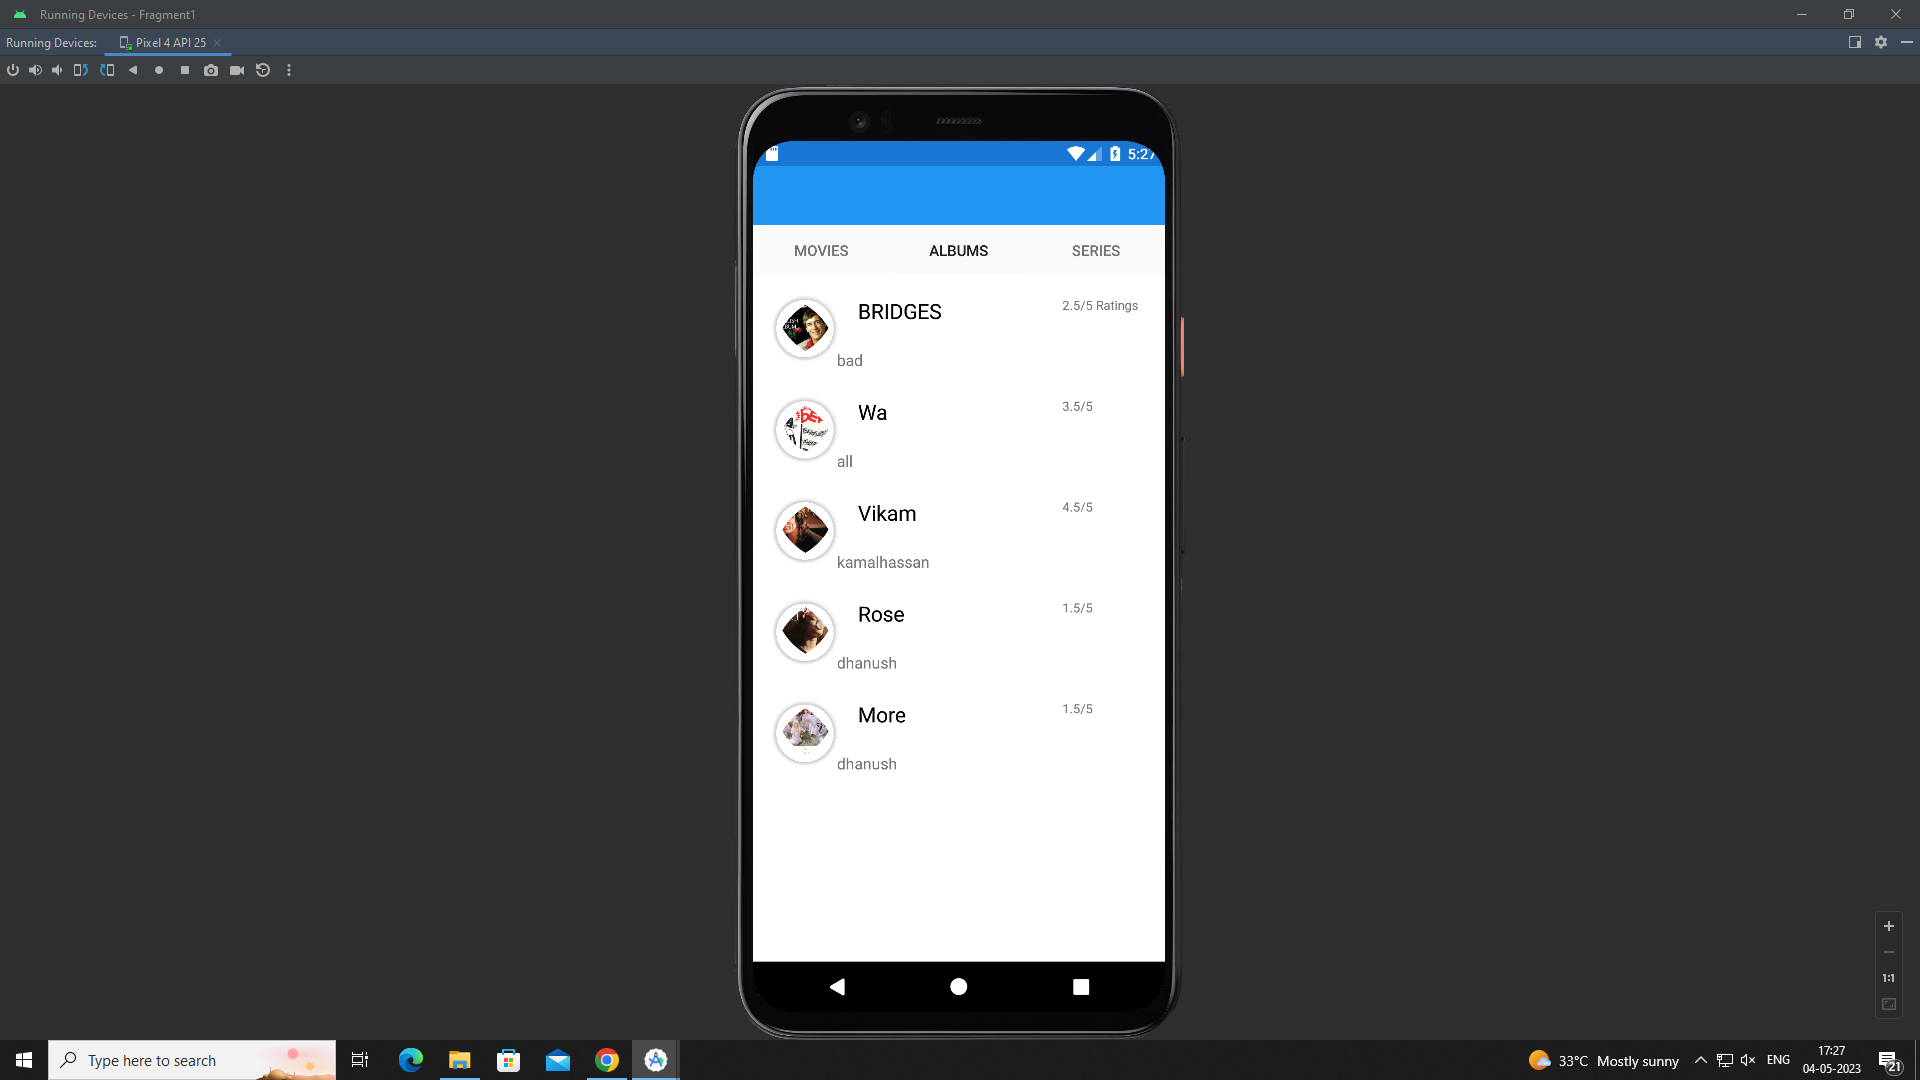 Running Devices - Fragment1
Running Devices:
Pixel 4 API 25
5:27
MOVIES
ALBUMS
SERIES
BRIDGES
2.5/5 Ratings
bad
Wa
3.5/5
all
Vikam
4.5/5
kamalhassan
Rose
1.5/5
dhanush
More
1.5/5
dhanush
1:1
Type here to search
33°C Mostly sunny
ENG
17:27
04-05-2023
21